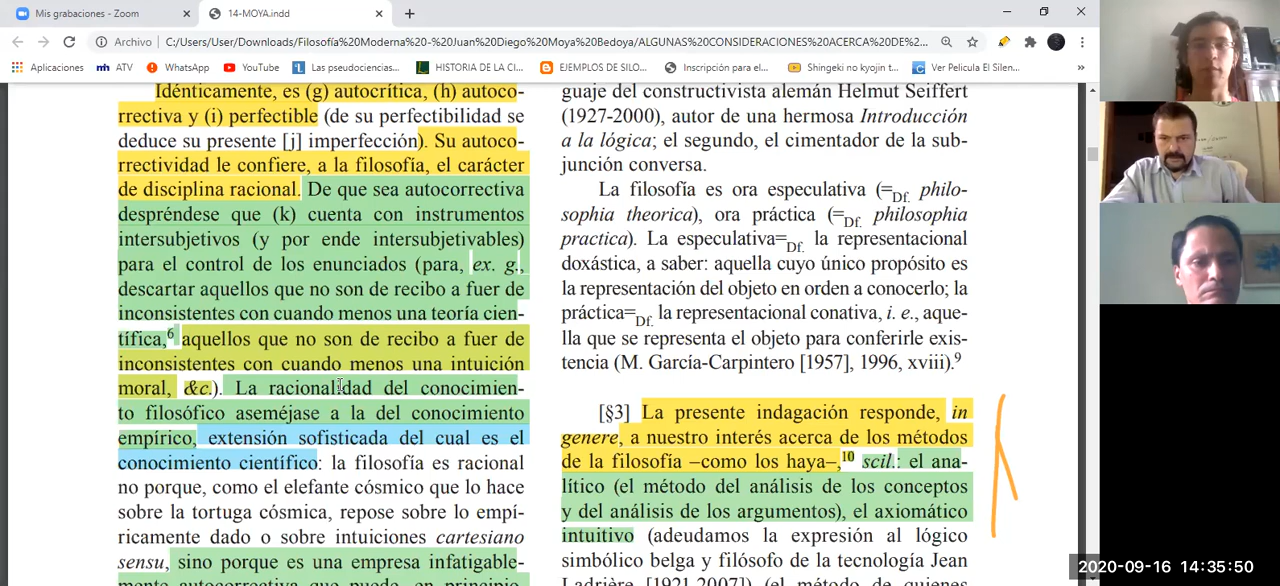 Mis grabaciones - Zoom
14-MOYA.indd
Archivo
C:/Users/User/Downloads/Filosofía%20Moderna%20-%20Juan%20Diego%20Moya%20Bedoya/ALGUNAS%20CONSIDERACIONES%20ACERCA%20DE%2...
Aplicaciones
mh ATV
WhatsApp
YouTube
Las pseudociencias:...
HISTORIA DE LA CI...
EJEMPLOS DE SILO...
Inscripción para el...
Shingeki no kyojin t...
Ver Pelicula El Silen...
»
Idénticamente, es (g) autocrítica, (h) autoco-
rrectiva y (i) perfectible (de su perfectibilidad se
deduce su presente [j] imperfección). Su autoco-
rrectividad le confiere, a la filosofía, el carácter
de disciplina racional. De que sea autocorrectiva
despréndese que (k) cuenta con instrumentos
intersubjetivos (y por ende intersubjetivables)
para el control de los enunciados (para, ex. g.,
descartar aquellos que no son de recibo a fuer de
inconsistentes con cuando menos una teoría cien-
tífica,6 aquellos que no son de recibo a fuer de
inconsistentes con cuando menos una intuición
moral, &c.). La racionalidad del conocimien-
to filosófico aseméjase a la del conocimiento
empírico, extensión sofisticada del cual es el
conocimiento científico: la filosofía es racional
no porque, como el elefante cósmico que lo hace
sobre la tortuga cósmica, repose sobre lo empí-
ricamente dado o sobre intuiciones cartesiano
sensu, sino porque es una empresa infatigable-
mente autocorrectiva que puede, en principio,
guaje del constructivista alemán Helmut Seiffert
(1927-2000), autor de una hermosa Introducción
a la lógica; el segundo, el cimentador de la sub-
junción conversa.
La filosofía es ora especulativa (=Df. philo-
sophia theorica), ora práctica (=Df. philosophia
practica). La especulativa=Df. la representacional
doxástica, a saber: aquella cuyo único propósito es
la representación del objeto en orden a conocerlo; la
práctica=Df. la representacional conativa, i. e., aque-
lla que se representa el objeto para conferirle exis-
tencia (M. García-Carpintero [1957], 1996, xviii).9
[§3] La presente indagación responde, in
genere, a nuestro interés acerca de los métodos
de la filosofía –como los haya–,10 scil.: el ana-
lítico (el método del análisis de los conceptos
y del análisis de los argumentos), el axiomático
intuitivo (adeudamos la expresión al lógico
simbólico belga y filósofo de la tecnología Jean
Ladrière [1921-2007]) (el método de quienes
2020-09-16 14:35:50